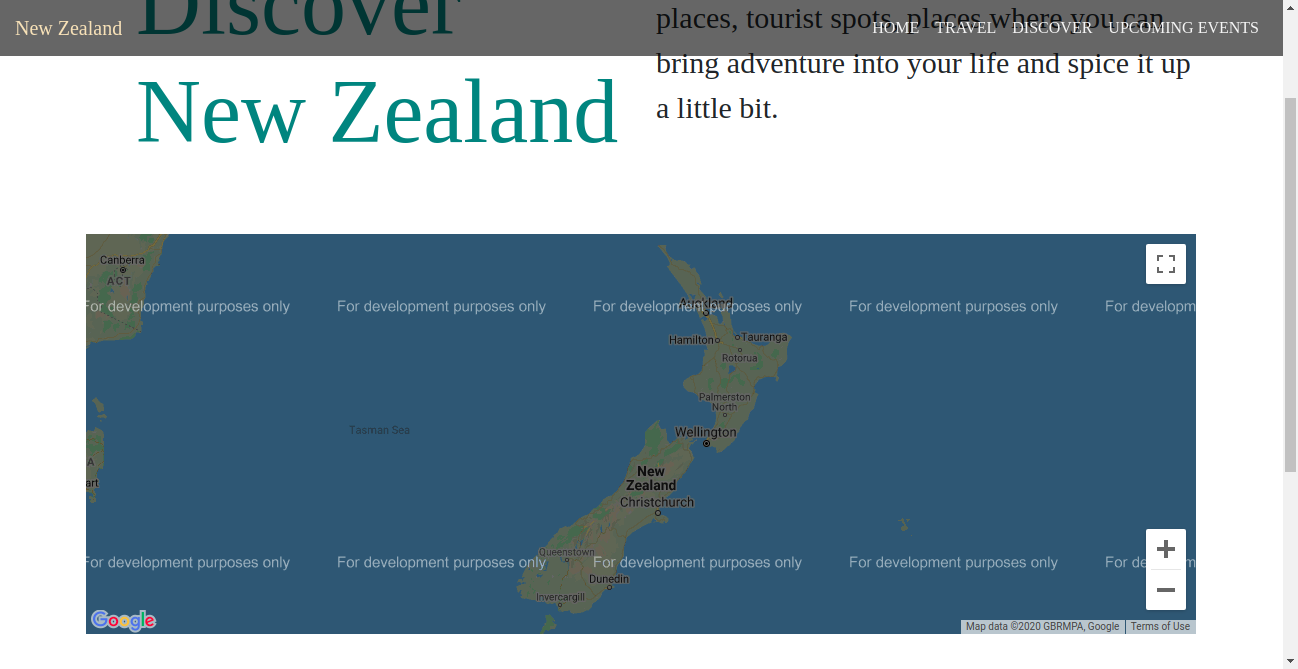 New Zealand
HOME TRAVEL DISCOVER UPCOMING EVENTS
Discover
New Zealand
places, tourist spots, places where you can
bring adventure into your life and spice it up
a little bit.
Canberra
ACT
For development purposes only
For development purposes only
For development purposes only
For development purposes only
For developm
Auckland
Hamilton
Tauranga
Rotorua
Palmerston
North
Tasman Sea
Wellington
A
art
New
Zealand
Christchurch
Queenstown
For development purposes only
For development purposes only
For development purposes only
For development purposes only
For de
m
Dunedin
Invercargill
Google
Map data ©2020 GBRMPA, Google
Terms of Use